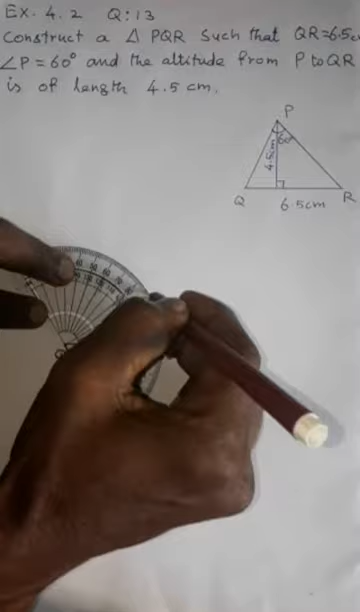 Ex. 4.2 Q:13
Construct a Δ PQR such that QR=6.5c
∠P = 60° and the altitude from P to QR
is of length 4.5 cm.
P
60°
4.5cm
Q 6.5cm R